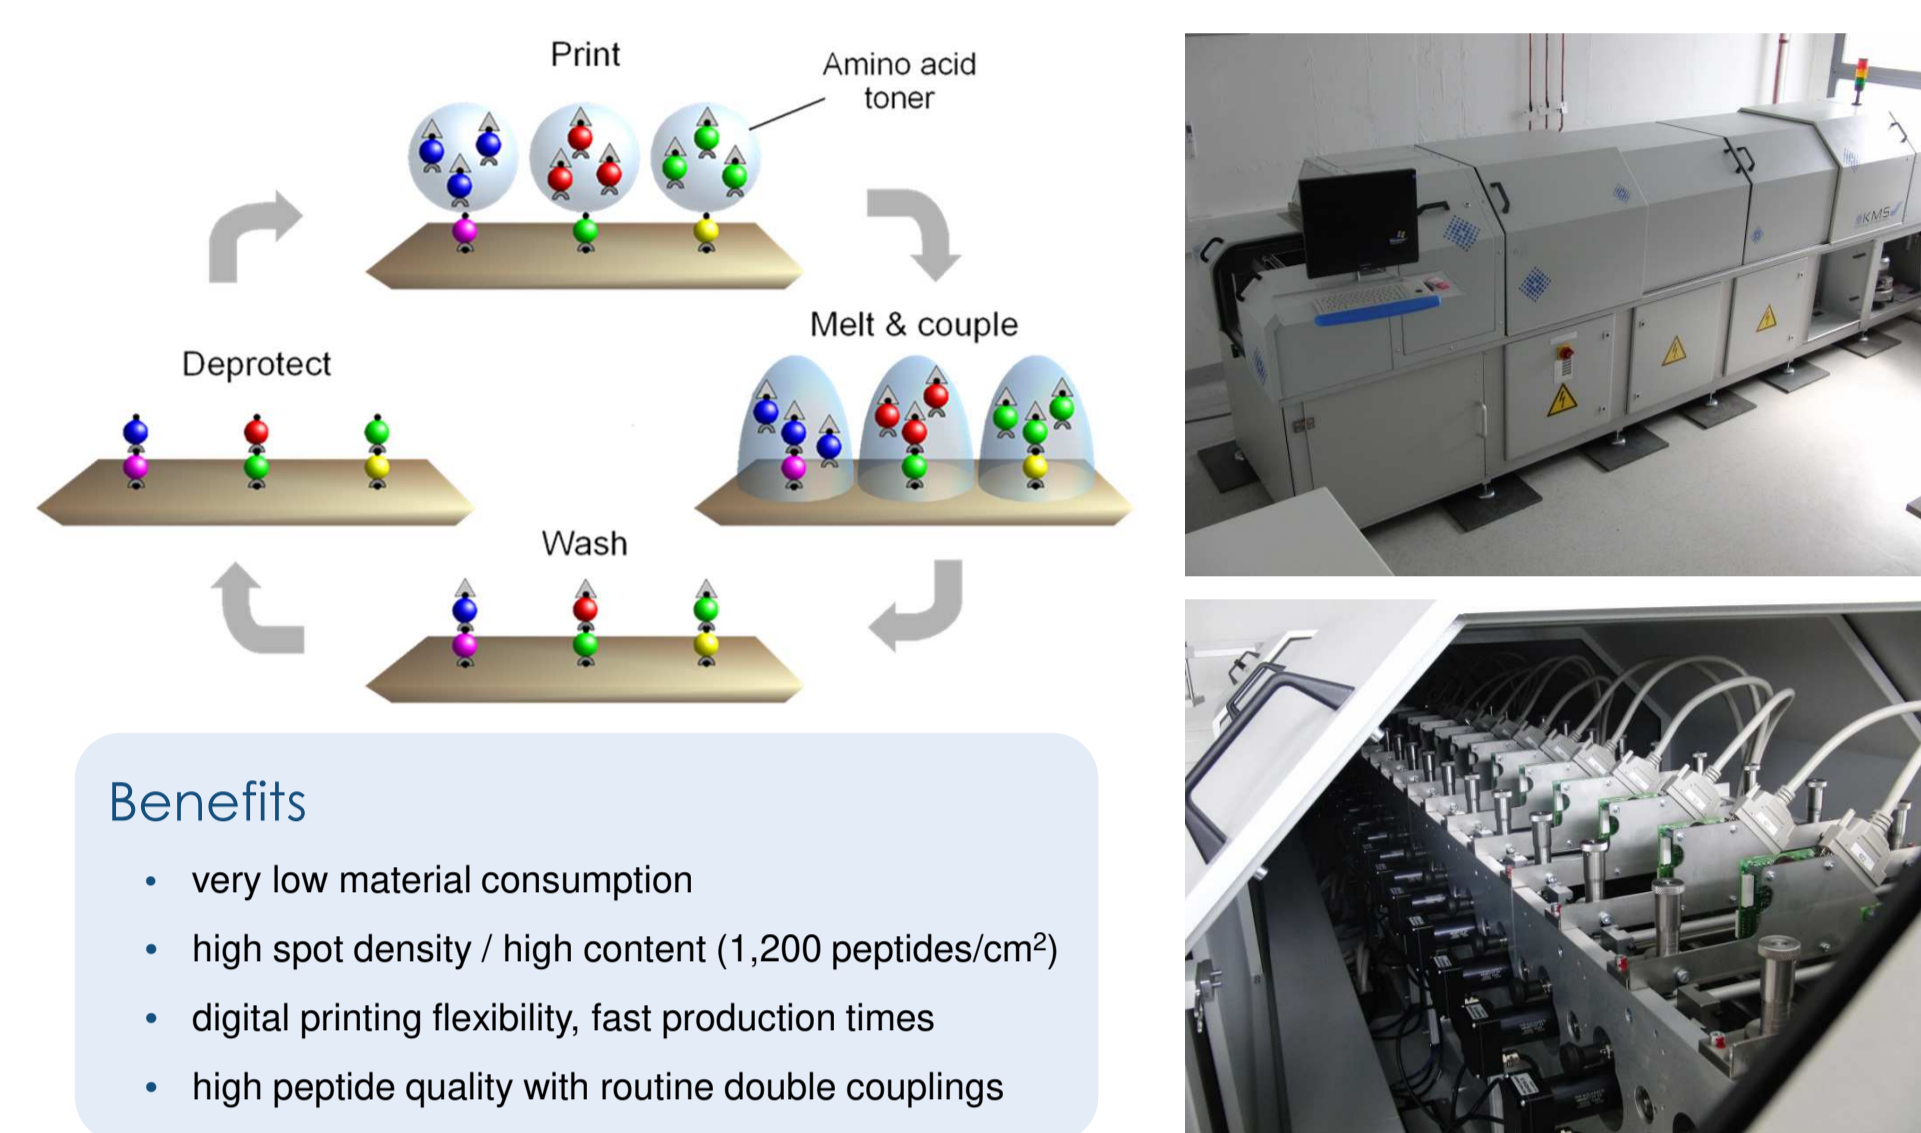 Print
Amino acid
toner
Melt & couple
Deprotect
Wash
Benefits
• very low material consumption
• high spot density / high content (1,200 peptides/cm²)
• digital printing flexibility, fast production times
• high peptide quality with routine double couplings
KMS